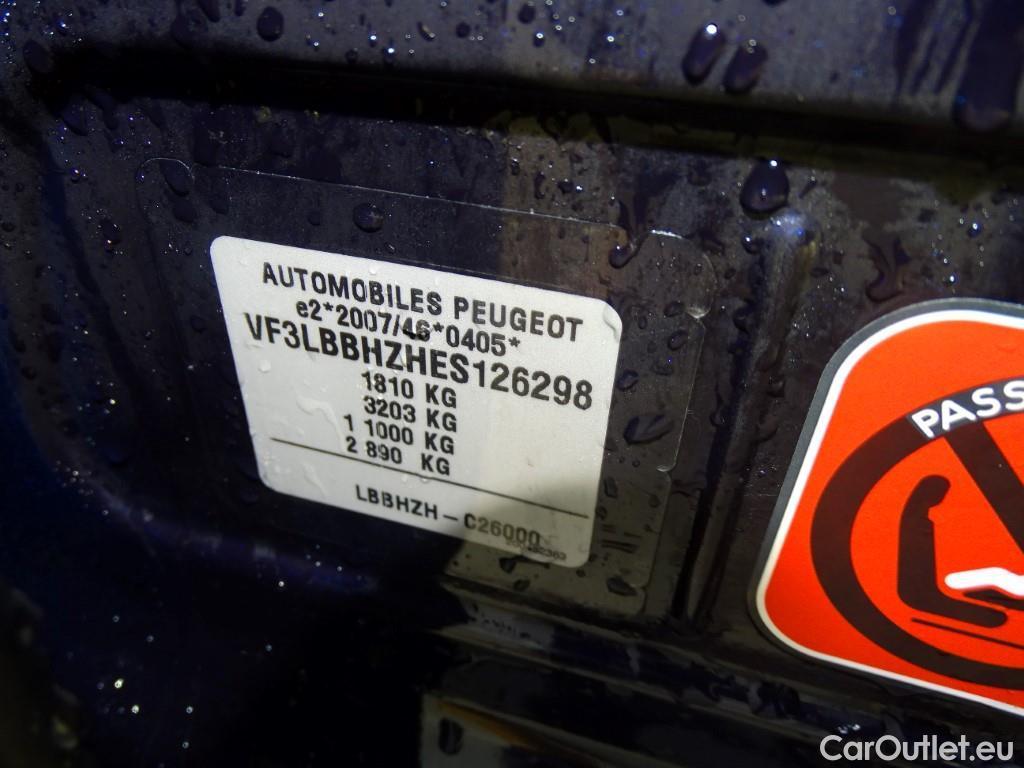 AUTOMOBILES PEUGEOT
e2*2007/46*0405*
VF3LBBHZHES126298
1810 KG
3203 KG
1 1000 KG
2 890 KG
LBBHZH-C26000
PASS
CarOutlet.eu